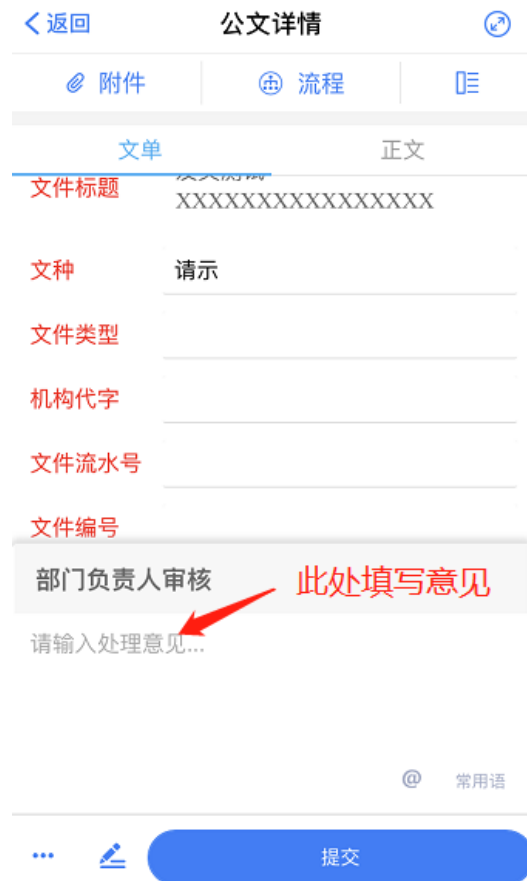 返回 公文详情
附件 流程
文单 正文
文件标题 XXXXXXXXXXXXXXXX
文种 请示
文件类型
机构代字
文件流水号
文件编号
部门负责人审核 此处填写意见
请输入处理意见...
@ 常用语
提交